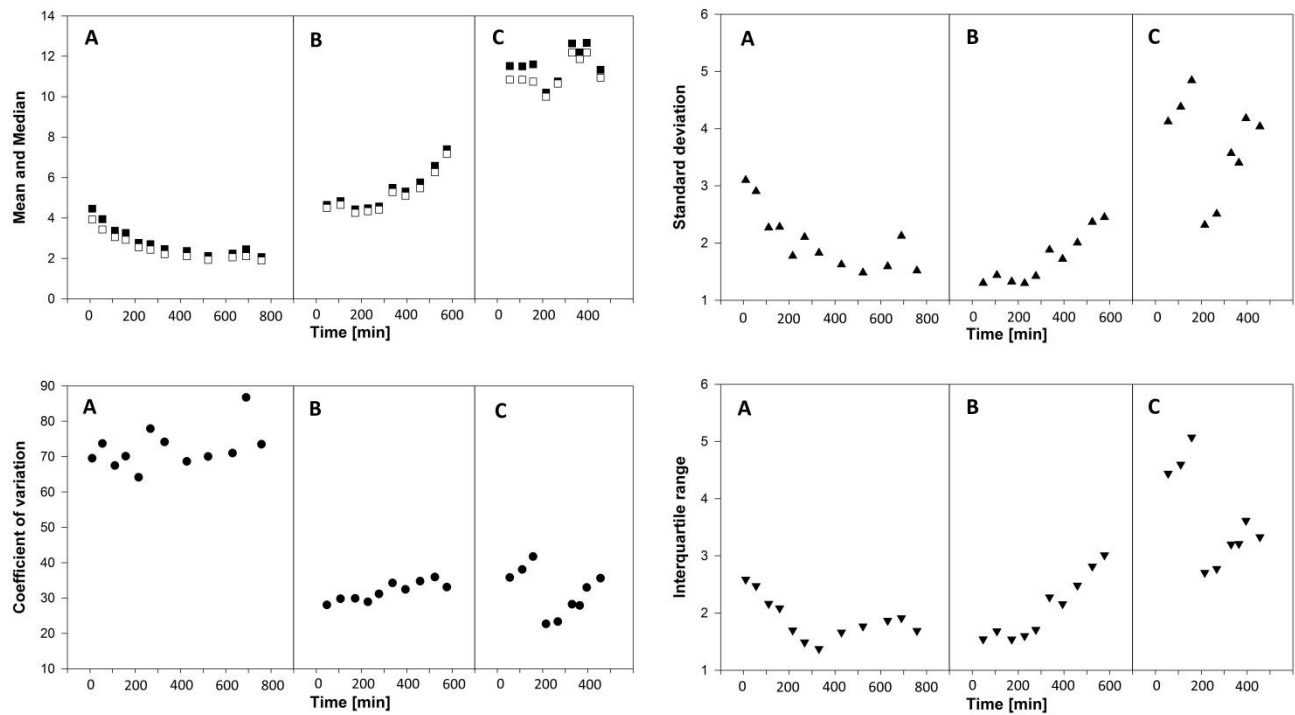 A
B
C
14
12
10
8
6
4
2
0
Mean and Median
0 200 400 600 800 0 200 400 600 0 200 400
Time [min]
A
B
C
6
5
4
3
2
1
Standard deviation
0 200 400 600 800 0 200 400 600 0 200 400
Time [min]
A
B
C
90
80
70
60
50
40
30
20
10
Coefficient of variation
0 200 400 600 800 0 200 400 600 0 200 400
Time [min]
A
B
C
6
5
4
3
2
1
Interquartile range
0 200 400 600 800 0 200 400 600 0 200 400
Time [min]